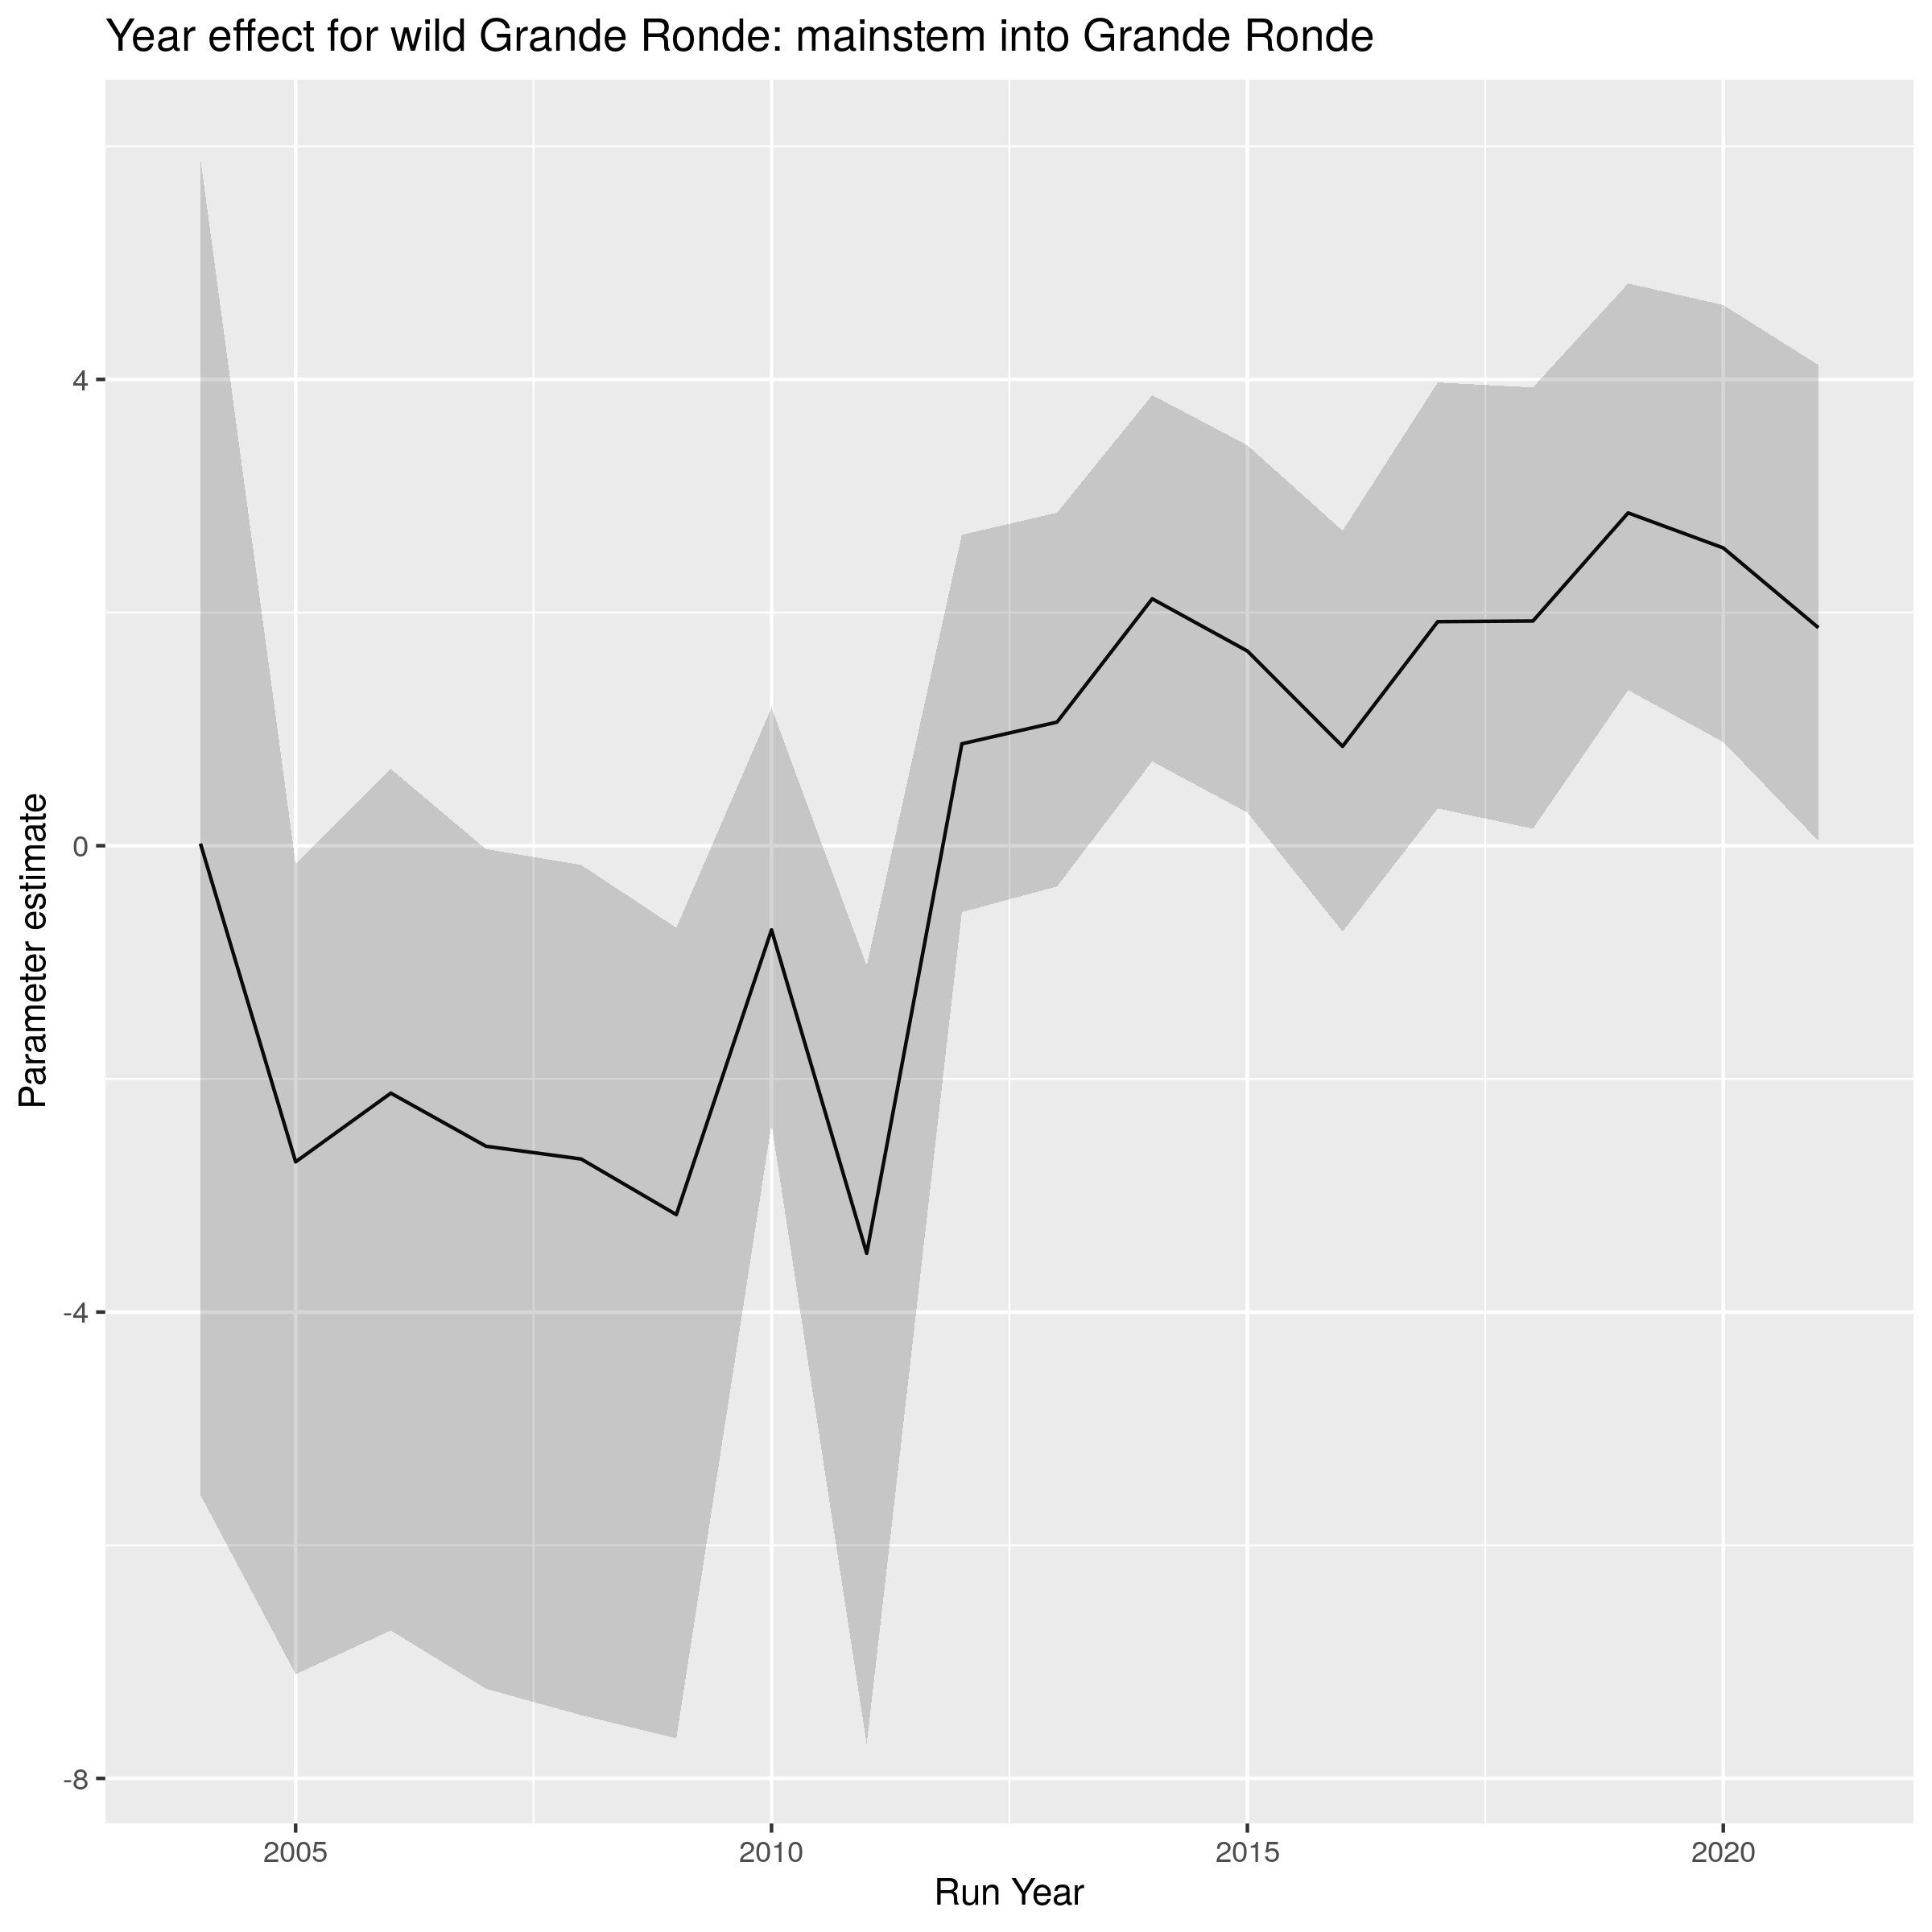 Year effect for wild Grande Ronde: mainstem into Grande Ronde
Parameter estimate
4
0
-4
-8
2005 2010 2015 2020
Run Year